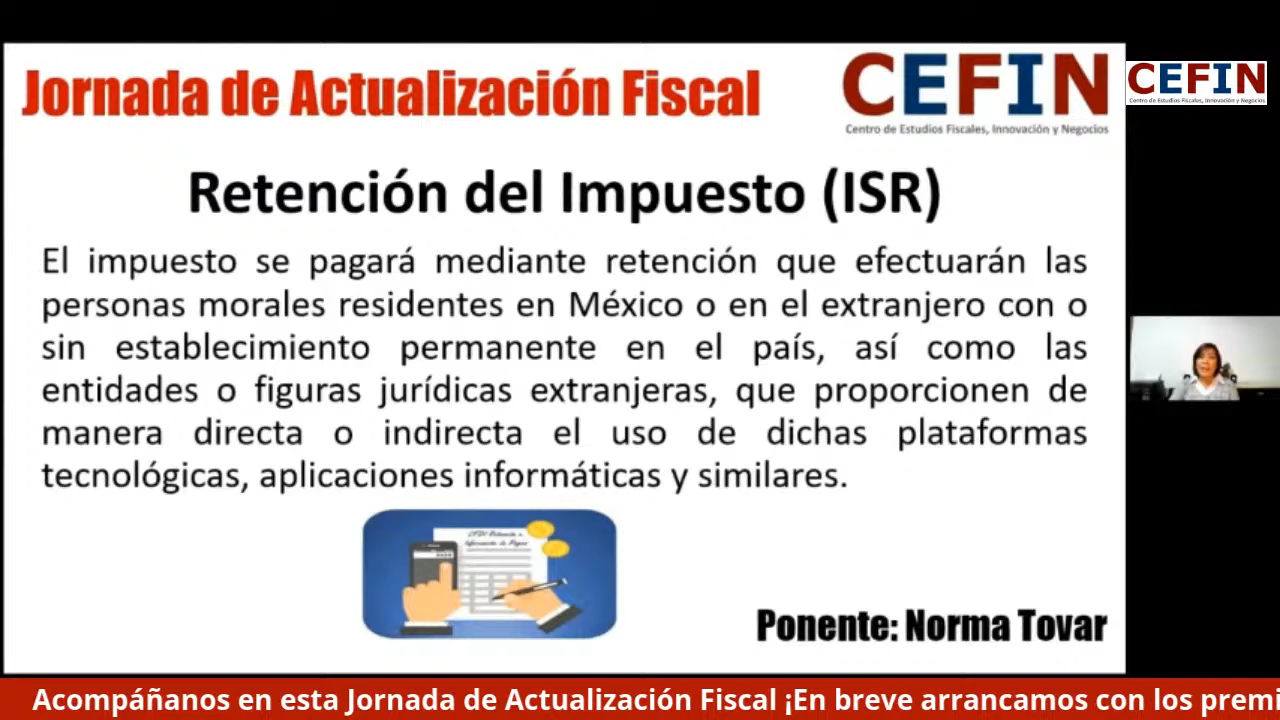 Jornada de Actualización Fiscal
CEFIN
Centro de Estudios Fiscales, Innovación y Negocios
CEFIN
Centro de Estudios Fiscales, Innovación y Negocios
Retención del Impuesto (ISR)
El impuesto se pagará mediante retención que efectuarán las
personas morales residentes en México o en el extranjero con o
sin establecimiento permanente en el país, así como las
entidades o figuras jurídicas extranjeras, que proporcionen de
manera directa o indirecta el uso de dichas plataformas
tecnológicas, aplicaciones informáticas y similares.
Ponente: Norma Tovar
Acompáñanos en esta Jornada de Actualización Fiscal ¡En breve arrancamos con los premi